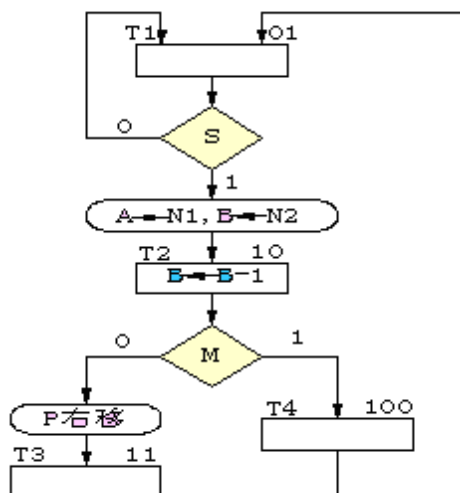 T1 01
S
0
1
A←N1, B←N2
T2 10
B←B-1
M
0 1
P右移
T4 100
T3 11